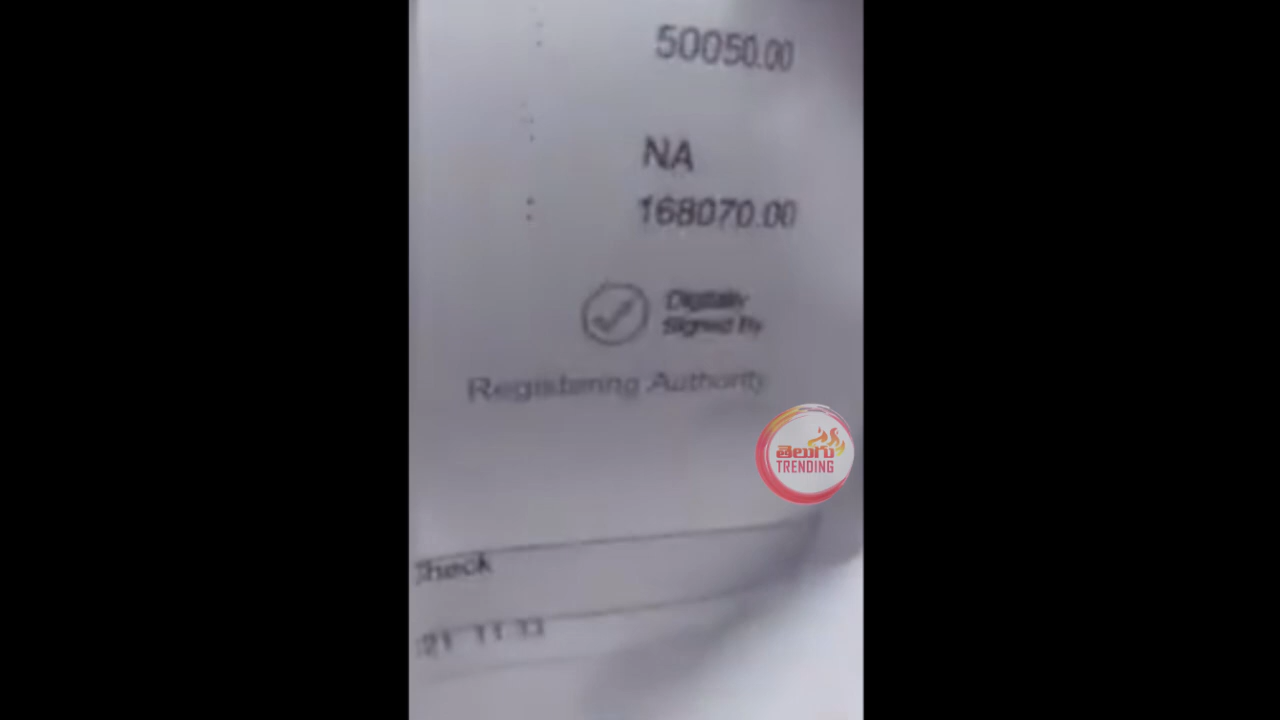 : 50050.00
: NA
: 168070.00
Digitally
Signed By
Registering Authority
తెలుగు
TRENDING
Check